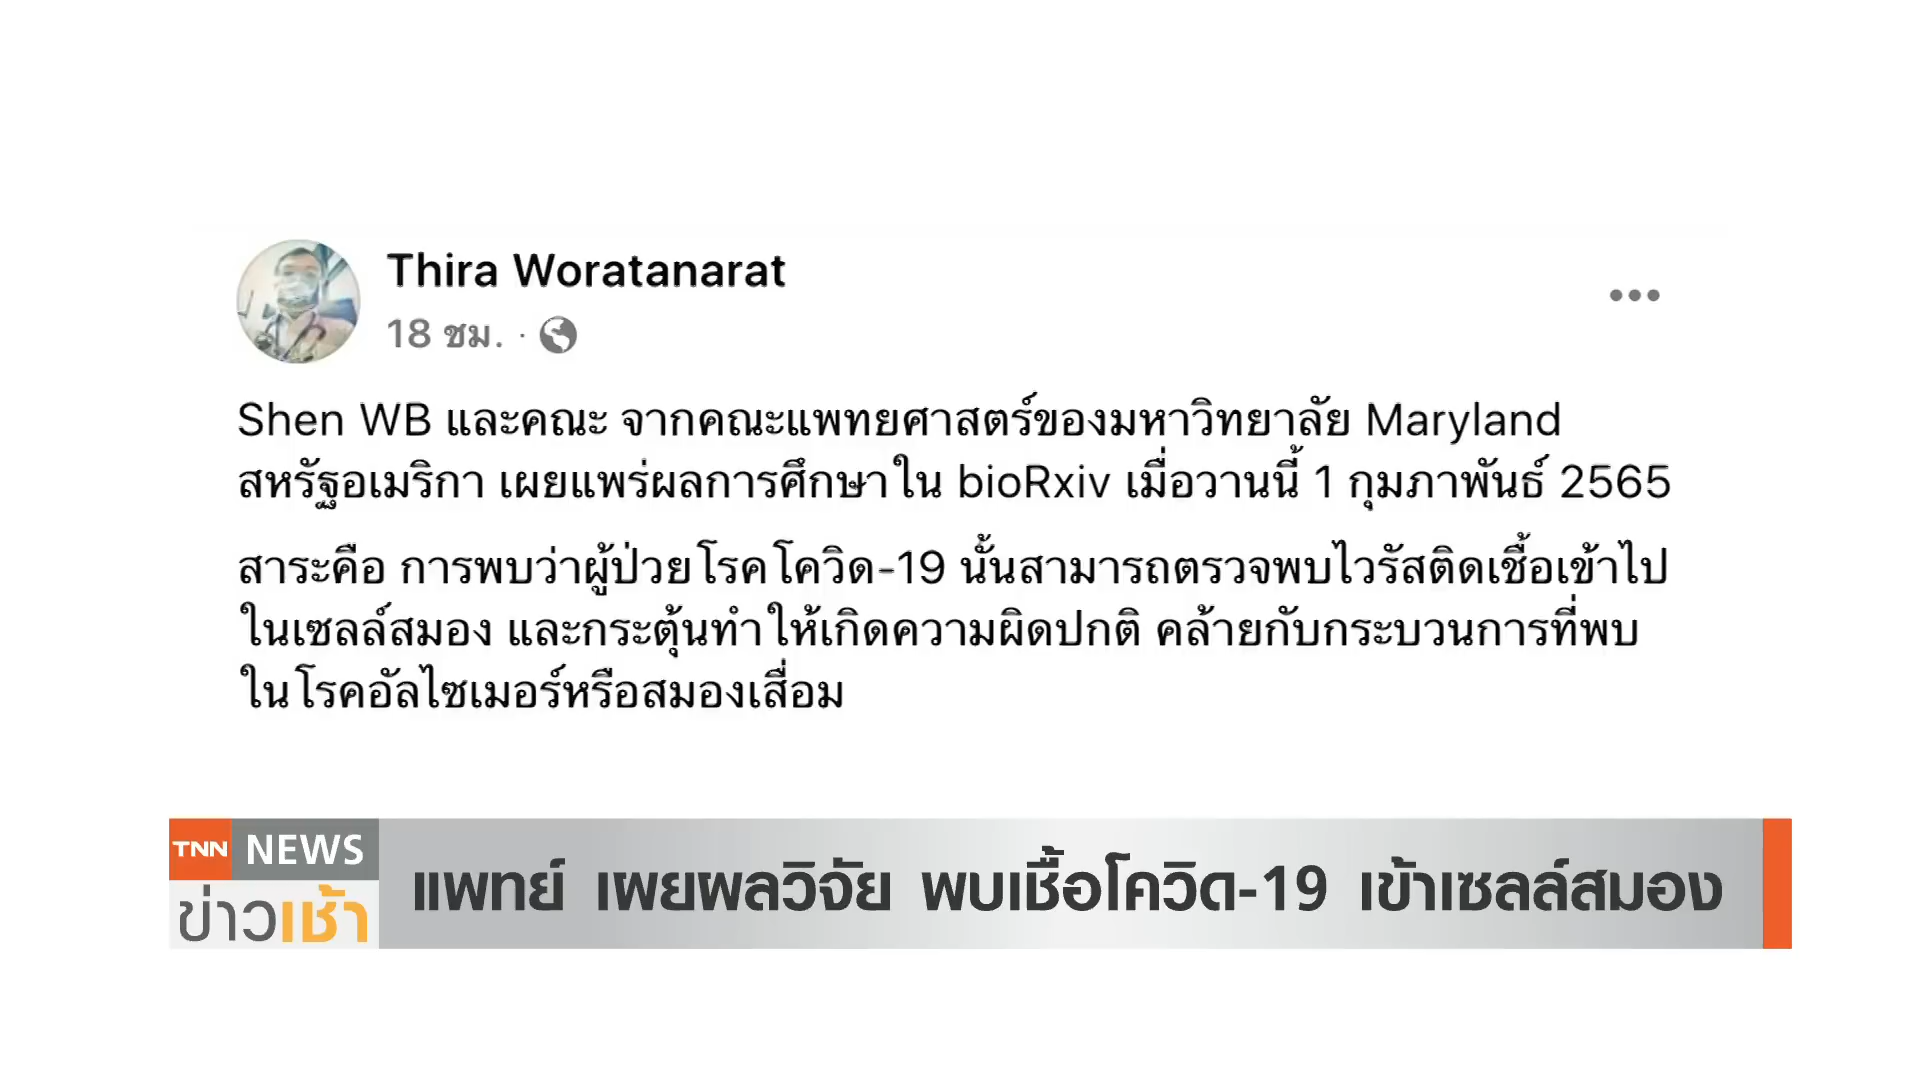 Thira Woratanarat
18 ชม. ·
Shen WB และคณะ จากคณะแพทยศาสตร์ของมหาวิทยาลัย Maryland
สหรัฐอเมริกา เผยแพร่ผลการศึกษาใน bioRxiv เมื่อวานนี้ 1 กุมภาพันธ์ 2565
สาระคือ การพบว่าผู้ป่วยโรคโควิด-19 นั้นสามารถตรวจพบไวรัสติดเชื้อเข้าไป
ในเซลล์สมอง และกระตุ้นทำให้เกิดความผิดปกติ คล้ายกับกระบวนการที่พบ
ในโรคอัลไซเมอร์หรือสมองเสื่อม
TNN NEWS
ข่าวเช้า
แพทย์ เผยผลวิจัย พบเชื้อโควิด-19 เข้าเซลล์สมอง